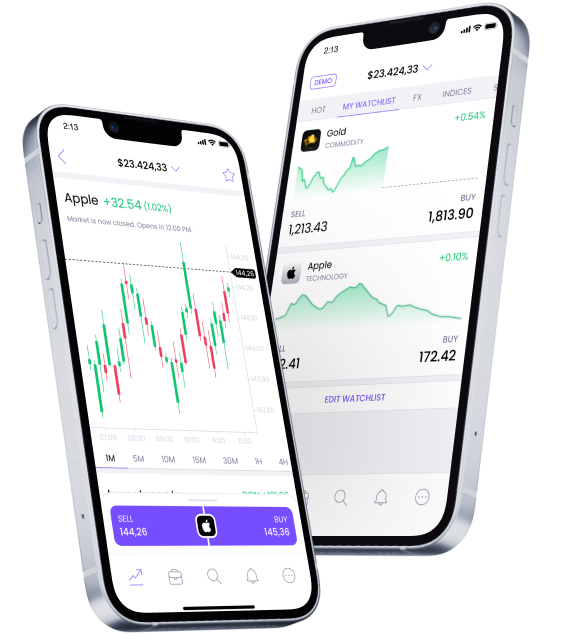 2:13
$23.424,33
Apple +32.54 (1.02%)
Market is now closed. Opens in 12:00 PM
144,30
144,26
144,20
144,10
144,00
143,90
143,80
07:00 08:00 09:00 10:00 11:00
1M 5M 10M 15M 30M 1H 4H
SELL BUY
144,26 145,36
2:13
DEMO
$23.424,33
HOT MY WATCHLIST FX INDICES
Gold +0.54%
COMMODITY
SELL BUY
1,213.43 1,813.90
Apple +0.10%
TECHNOLOGY
BUY
2.41 172.42
EDIT WATCHLIST